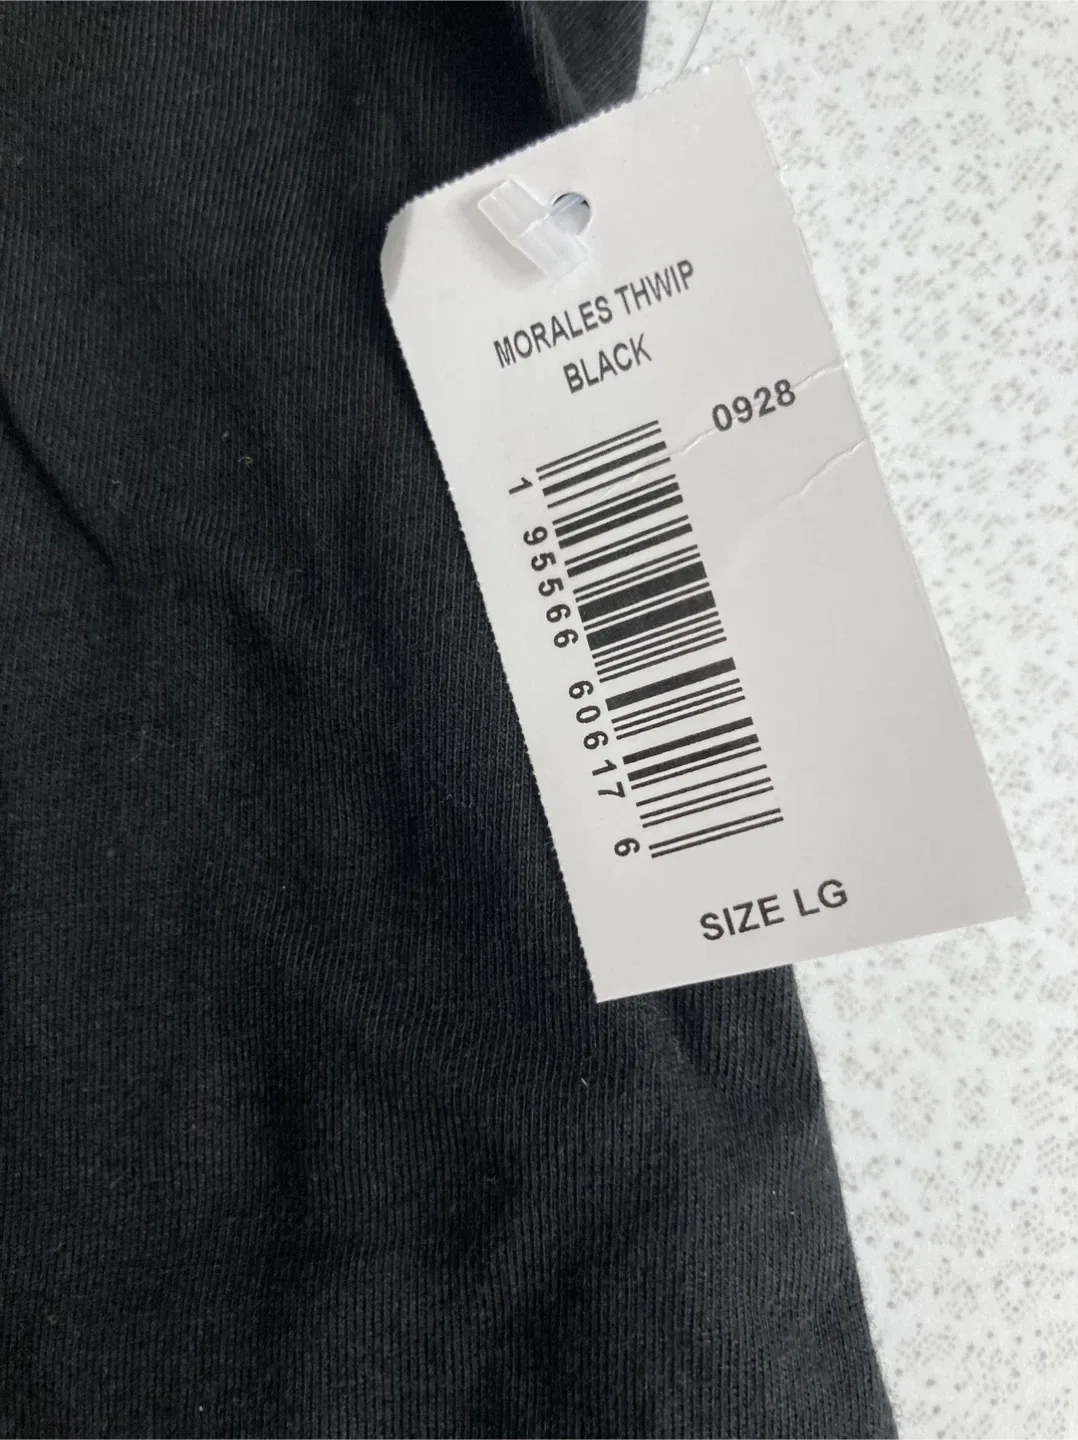 MORALES THWIP
BLACK
0928
1 95566 60617 6
SIZE LG